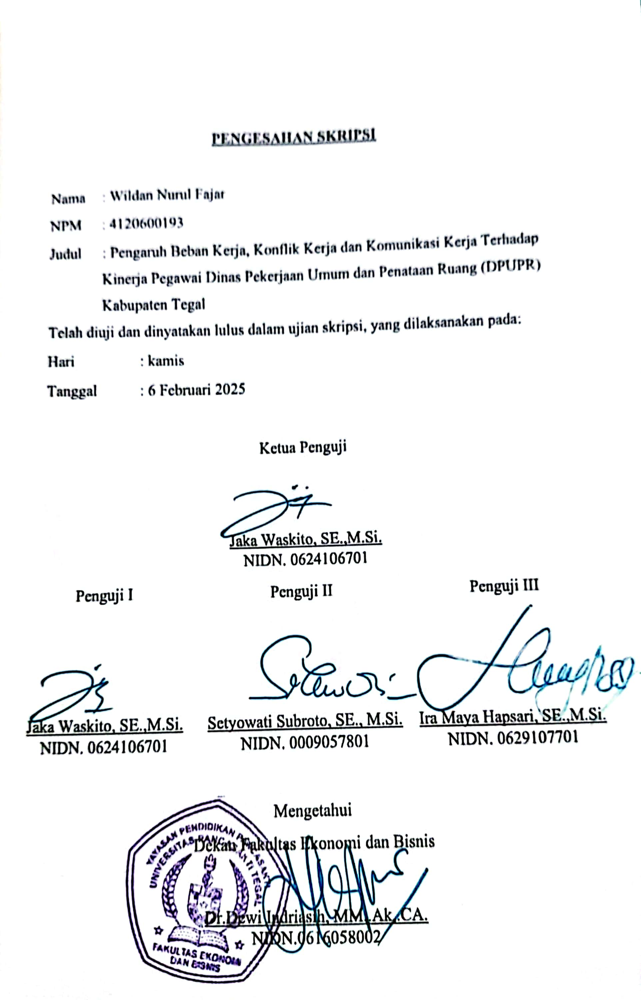 PENGESAHAN SKRIPSI
Nama : Wildan Nurul Fajar
NPM : 4120600193
Judul : Pengaruh Beban Kerja, Konflik Kerja dan Komunikasi Kerja Terhadap
Kinerja Pegawai Dinas Pekerjaan Umum dan Penataan Ruang (DPUPR)
Kabupaten Tegal
Telah diuji dan dinyatakan lulus dalam ujian skripsi, yang dilaksanakan pada:
Hari : kamis
Tanggal : 6 Februari 2025
Ketua Penguji
Jaka Waskito, SE.,M.Si.
NIDN. 0624106701
Penguji I Penguji II Penguji III
Jaka Waskito, SE.,M.Si. Setyowati Subroto, SE., M.Si. Ira Maya Hapsari, SE.,M.Si.
NIDN. 0624106701 NIDN. 0009057801 NIDN. 0629107701
Mengetahui
Dekan Fakultas Ekonomi dan Bisnis
YAYASAN PENDIDIKAN
UNIVERSITAS TEGAL
Dr.Dewi Indriasih, MM.,Ak.,CA.
NIDN.0616058002
FAKULTAS EKONOMI
DAN BISNIS